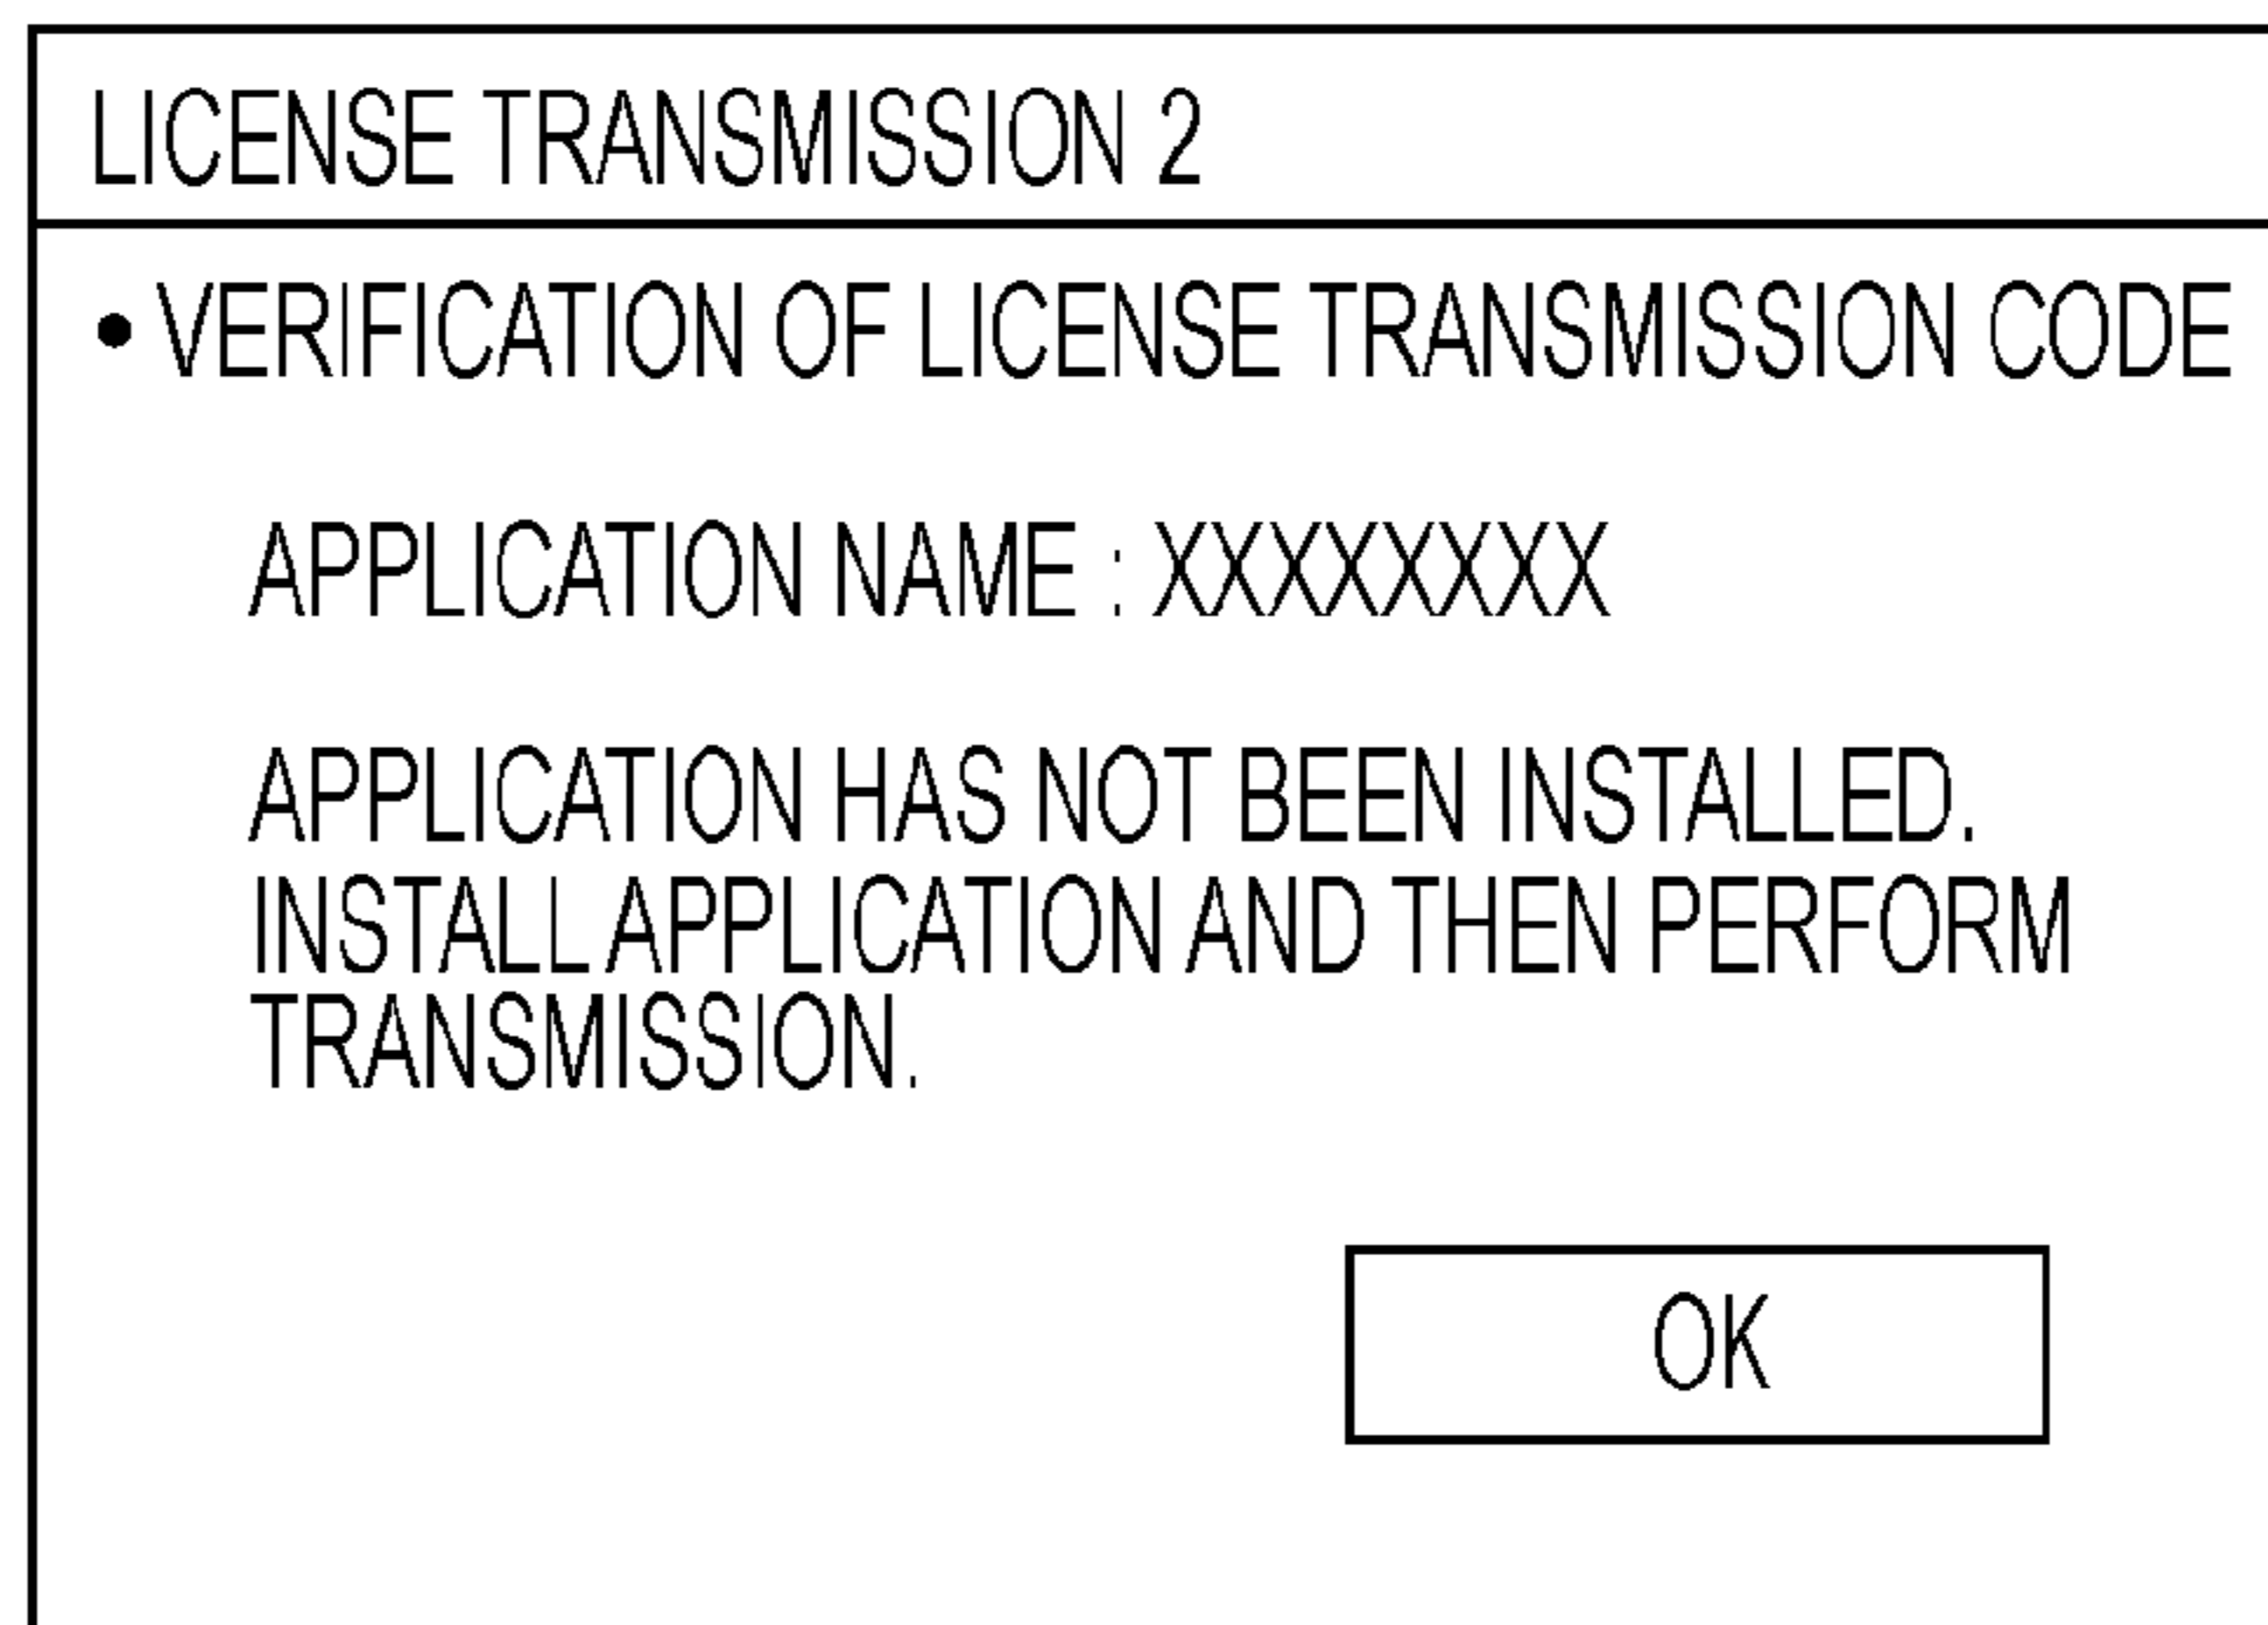 LICENSE TRANSMISSION 2
• VERIFICATION OF LICENSE TRANSMISSION CODE
APPLICATION NAME : XXXXXXXX
APPLICATION HAS NOT BEEN INSTALLED.
INSTALL APPLICATION AND THEN PERFORM
TRANSMISSION.
OK